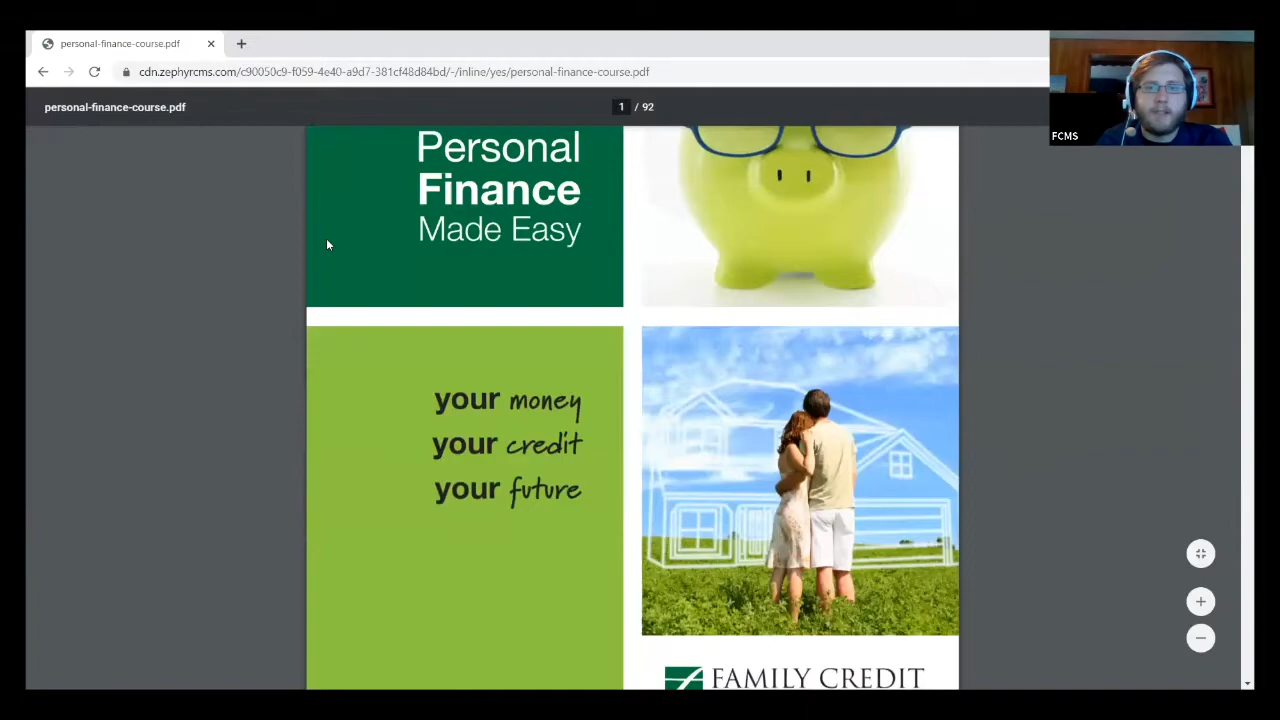 personal-finance-course.pdf
cdn.zephyrcms.com/c90050c9-f059-4e40-a9d7-381cf48d84bd/-/inline/yes/personal-finance-course.pdf
personal-finance-course.pdf
1 / 92
FCMS
Personal
Finance
Made Easy
your money
your credit
your future
FAMILY CREDIT